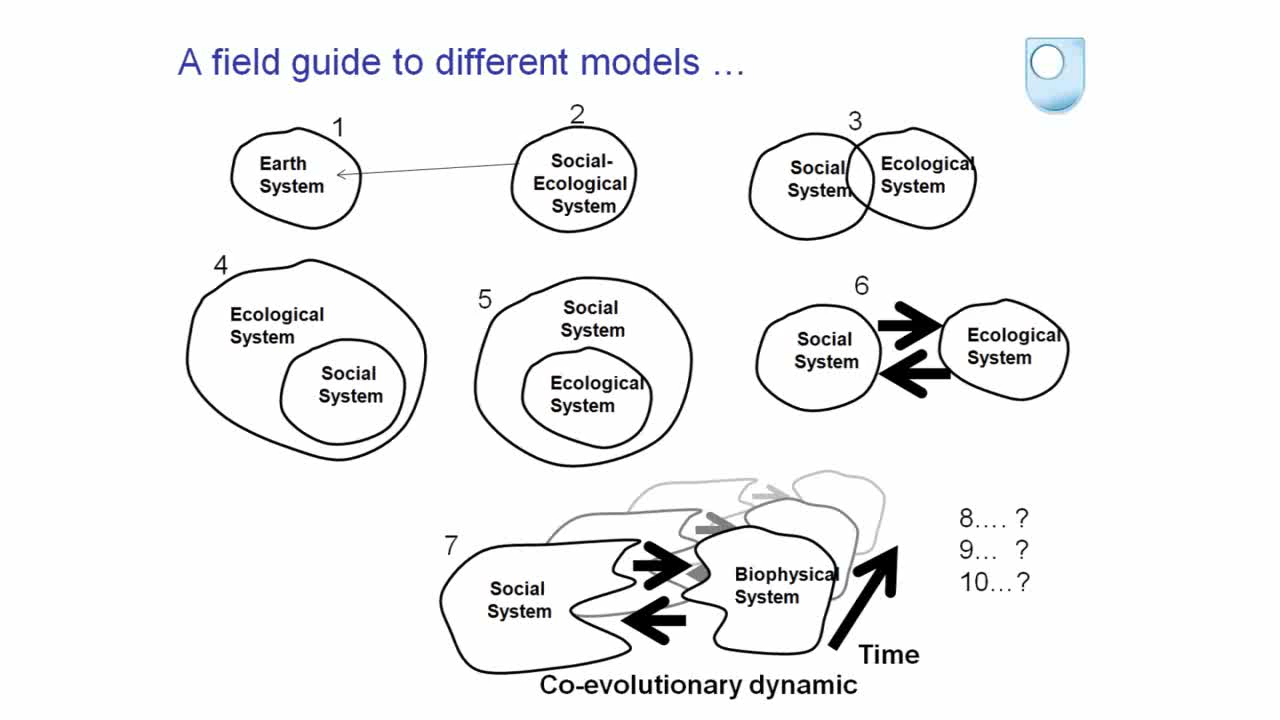 A field guide to different models …
1
Earth
System
2
Social-
Ecological
System
3
Social
System
Ecological
System
4
Ecological
System
Social
System
5
Social
System
Ecological
System
6
Social
System
Ecological
System
7
Social
System
Biophysical
System
8.... ?
9... ?
10...?
Time
Co-evolutionary dynamic